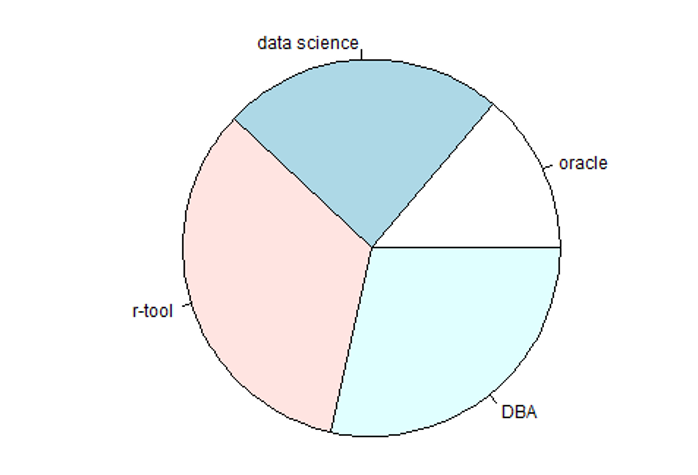 data science
oracle
r-tool
DBA